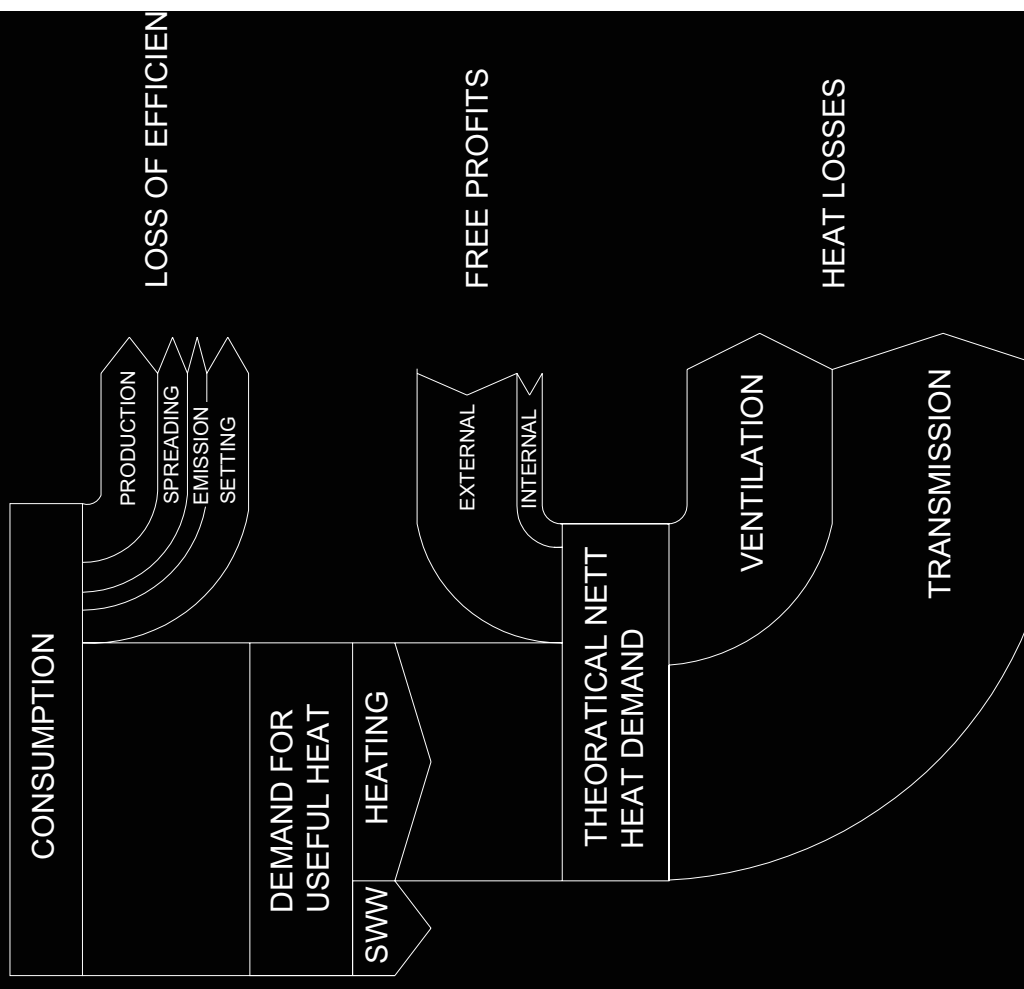 LOSS OF EFFICIEN
FREE PROFITS
HEAT LOSSES
PRODUCTION
SPREADING
EMISSION
SETTING
EXTERNAL
INTERNAL
VENTILATION
TRANSMISSION
CONSUMPTION
DEMAND FOR
USEFUL HEAT
HEATING
SWW
THEORATICAL NETT
HEAT DEMAND